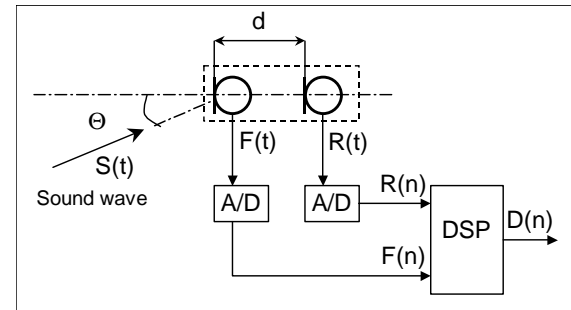 d
Θ
F(t)
R(t)
S(t)
Sound wave
A/D
A/D
R(n)
DSP
D(n)
F(n)